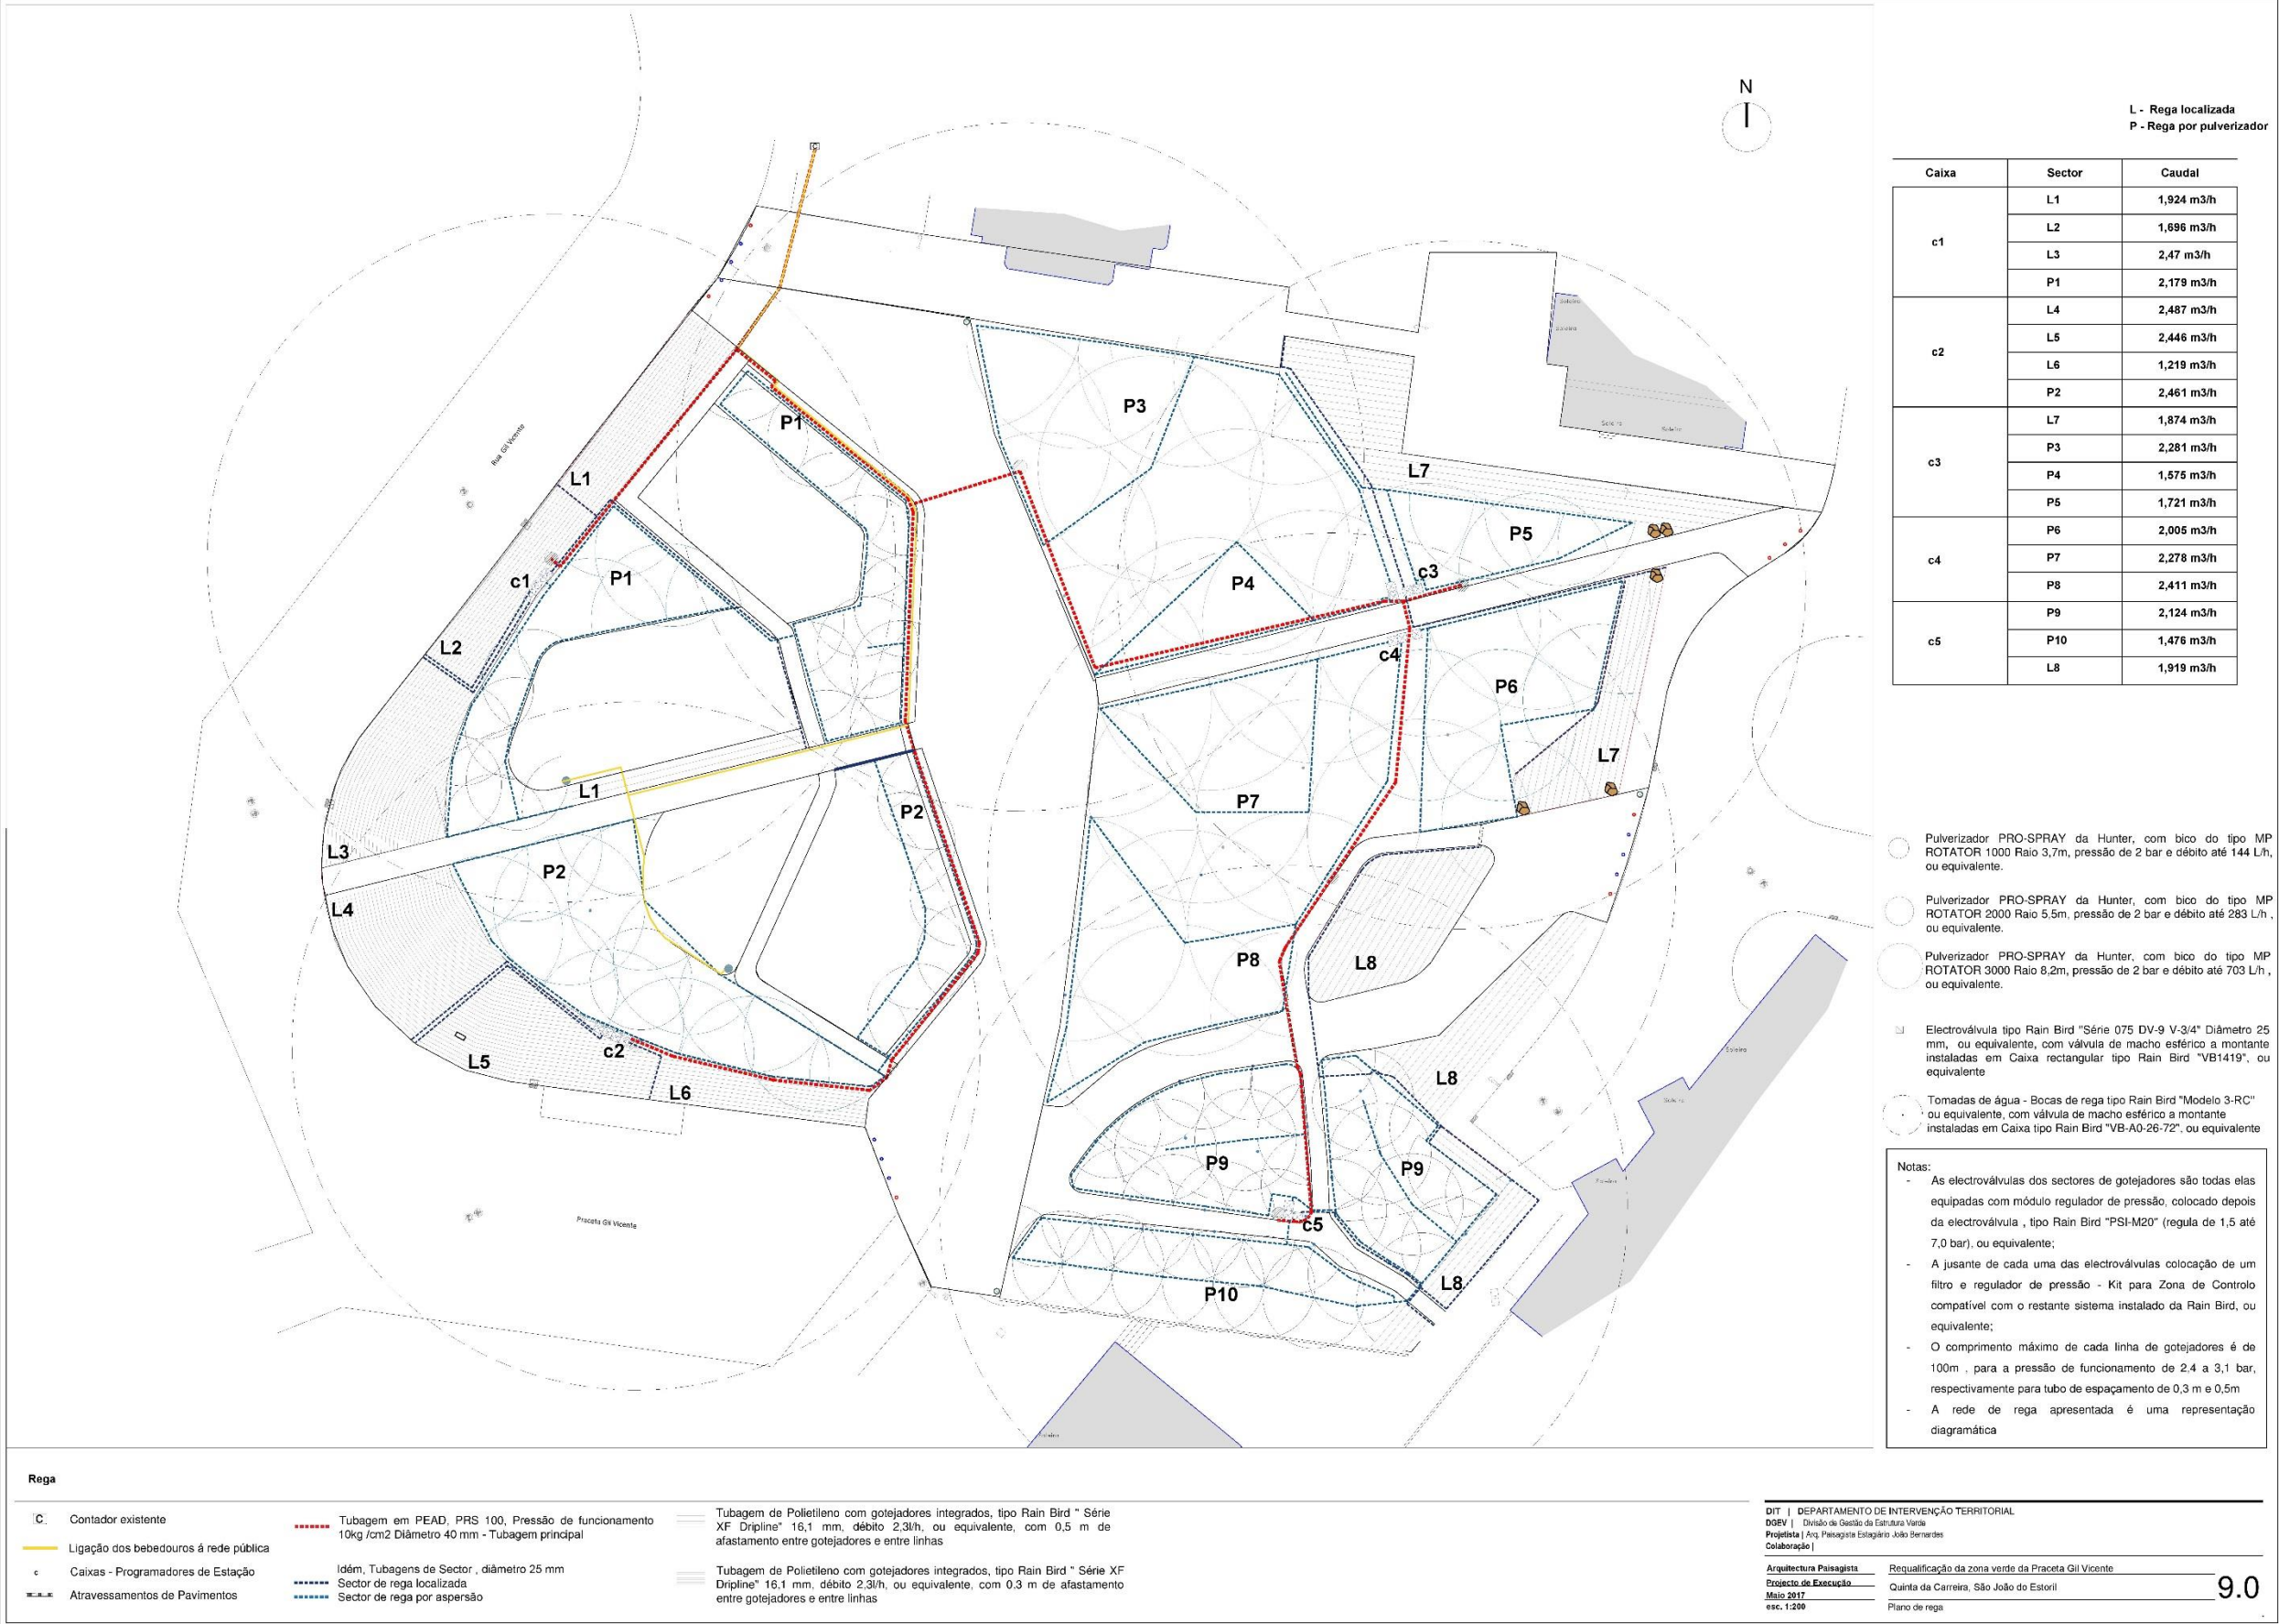 N
L - Rega localizada
P - Rega por pulverizador
Caixa Sector Caudal
c1
L1 1,924 m3/h
L2 1,696 m3/h
L3 2,47 m3/h
P1 2,179 m3/h
c2
L4 2,487 m3/h
L5 2,446 m3/h
L6 1,219 m3/h
P2 2,461 m3/h
c3
L7 1,874 m3/h
P3 2,281 m3/h
P4 1,575 m3/h
P5 1,721 m3/h
c4
P6 2,005 m3/h
P7 2,278 m3/h
P8 2,411 m3/h
c5
P9 2,124 m3/h
P10 1,476 m3/h
L8 1,919 m3/h
C
Soleira
Soleira
Soleira
Soleira
Rua Gil Vicente
P3
P1
L1
L7
P5
c1
P1
P4
c3
L2
c4
P6
L7
L1
P2
P7
L3
P2
L4
P8
L8
c2
L5
L6
L8
Soleira
Soleira
P9
P9
Soleira
Praceta Gil Vicente
c5
L8
P10
Soleira
Pulverizador PRO-SPRAY da Hunter, com bico do tipo MP
ROTATOR 1000 Raio 3,7m, pressão de 2 bar e débito até 144 L/h,
ou equivalente.
Pulverizador PRO-SPRAY da Hunter, com bico do tipo MP
ROTATOR 2000 Raio 5,5m, pressão de 2 bar e débito até 283 L/h ,
ou equivalente.
Pulverizador PRO-SPRAY da Hunter, com bico do tipo MP
ROTATOR 3000 Raio 8,2m, pressão de 2 bar e débito até 703 L/h ,
ou equivalente.
Electroválvula tipo Rain Bird "Série 075 DV-9 V-3/4" Diâmetro 25
mm, ou equivalente, com válvula de macho esférico a montante
instaladas em Caixa rectangular tipo Rain Bird "VB1419", ou
equivalente
Tomadas de água - Bocas de rega tipo Rain Bird "Modelo 3-RC"
ou equivalente, com válvula de macho esférico a montante
instaladas em Caixa tipo Rain Bird "VB-A0-26-72", ou equivalente
Notas:
- As electroválvulas dos sectores de gotejadores são todas elas
equipadas com módulo regulador de pressão, colocado depois
da electroválvula , tipo Rain Bird "PSI-M20" (regula de 1,5 até
7,0 bar), ou equivalente;
- A jusante de cada uma das electroválvulas colocação de um
filtro e regulador de pressão - Kit para Zona de Controlo
compatível com o restante sistema instalado da Rain Bird, ou
equivalente;
- O comprimento máximo de cada linha de gotejadores é de
100m , para a pressão de funcionamento de 2,4 a 3,1 bar,
respectivamente para tubo de espaçamento de 0,3 m e 0,5m
- A rede de rega apresentada é uma representação
diagramática
Rega
C Contador existente
Ligação dos bebedouros á rede pública
c Caixas - Programadores de Estação
Atravessamentos de Pavimentos
Tubagem em PEAD, PRS 100, Pressão de funcionamento
10kg /cm2 Diâmetro 40 mm - Tubagem principal
Idém, Tubagens de Sector , diâmetro 25 mm
Sector de rega localizada
Sector de rega por aspersão
Tubagem de Polietileno com gotejadores integrados, tipo Rain Bird " Série
XF Dripline" 16,1 mm, débito 2,3l/h, ou equivalente, com 0,5 m de
afastamento entre gotejadores e entre linhas
Tubagem de Polietileno com gotejadores integrados, tipo Rain Bird " Série XF
Dripline" 16,1 mm, débito 2,3l/h, ou equivalente, com 0.3 m de afastamento
entre gotejadores e entre linhas
DIT | DEPARTAMENTO DE INTERVENÇÃO TERRITORIAL
DGEV | Divisão de Gestão da Estrutura Verde
Projetista | Arq. Paisagista Estagiário João Bernardes
Colaboração |
Arquitectura Paisagista Requalificação da zona verde da Praceta Gil Vicente
Projecto de Execução Quinta da Carreira, São João do Estoril
Maio 2017
esc. 1:200 Plano de rega
9.0